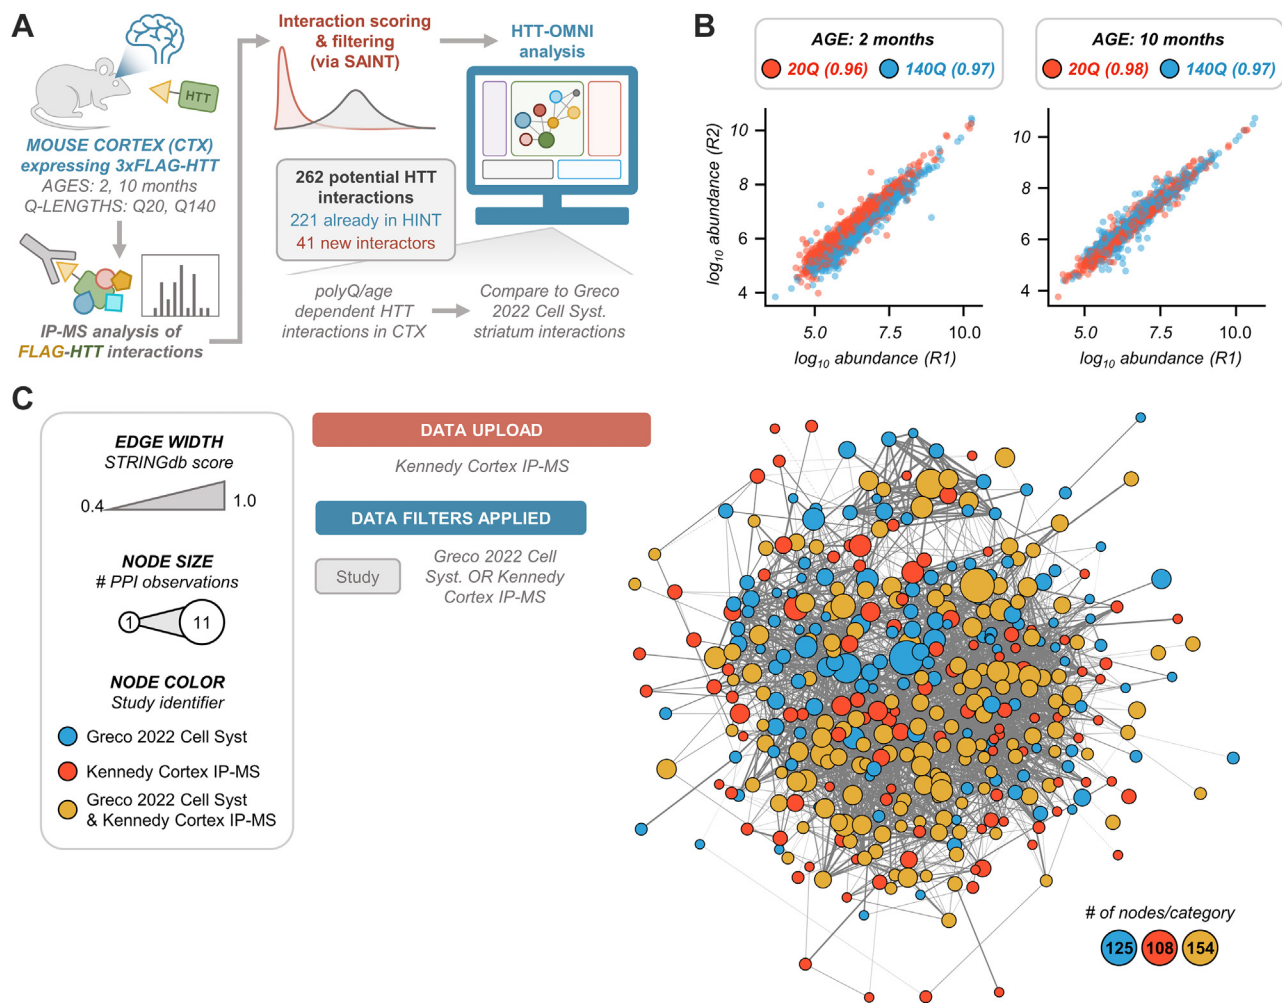 A
HTT
MOUSE CORTEX (CTX)
expressing 3xFLAG-HTT
AGES: 2, 10 months
Q-LENGTHS: Q20, Q140
IP-MS analysis of
FLAG-HTT interactions
Interaction scoring
& filtering
(via SAINT)
262 potential HTT
interactions
221 already in HINT
41 new interactors
HTT-OMNI
analysis
polyQ/age
dependent HTT
interactions in CTX
Compare to Greco
2022 Cell Syst.
striatum interactions
B
AGE: 2 months
20Q (0.96) 140Q (0.97)
AGE: 10 months
20Q (0.98) 140Q (0.97)
log10 abundance (R2)
10
8
6
4
5.0 7.5 10.0
log10 abundance (R1)
10
8
6
4
5.0 7.5 10.0
log10 abundance (R1)
C
EDGE WIDTH
STRINGdb score
0.4 1.0
NODE SIZE
# PPI observations
1 11
NODE COLOR
Study identifier
Greco 2022 Cell Syst
Kennedy Cortex IP-MS
Greco 2022 Cell Syst
& Kennedy Cortex IP-MS
DATA UPLOAD
Kennedy Cortex IP-MS
DATA FILTERS APPLIED
Study
Greco 2022 Cell
Syst. OR Kennedy
Cortex IP-MS
# of nodes/category
125 108 154